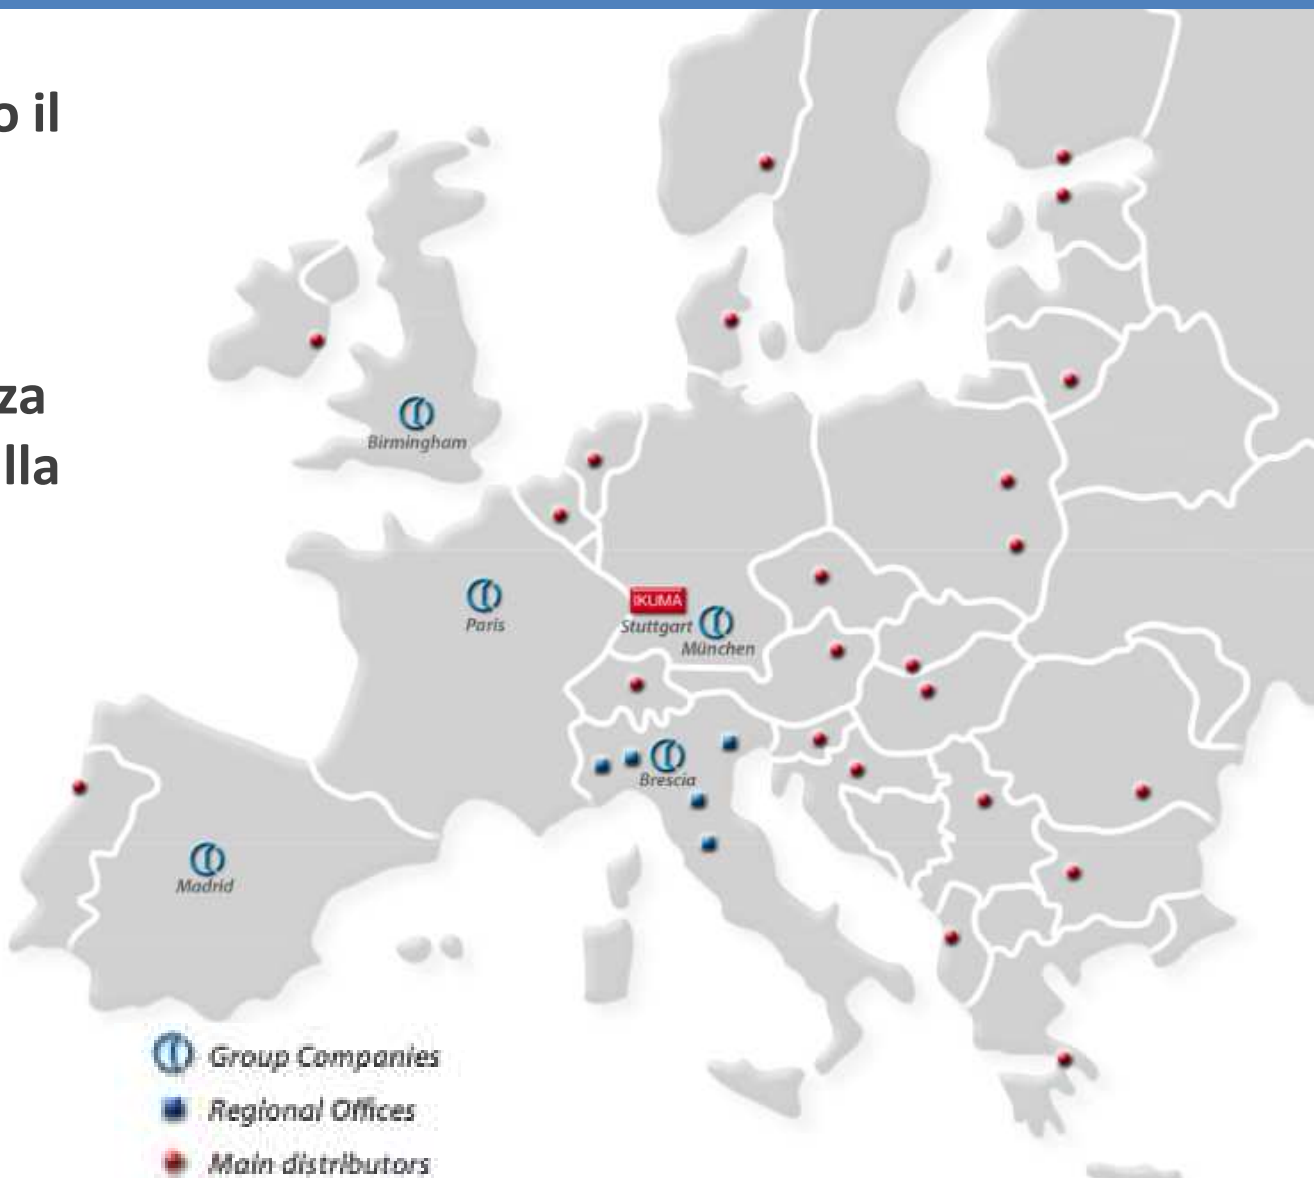 o il
za
lla
Birmingham
Paris
IKUMA
Stuttgart
München
Brescia
Madrid
Group Companies
Regional Offices
Main distributors